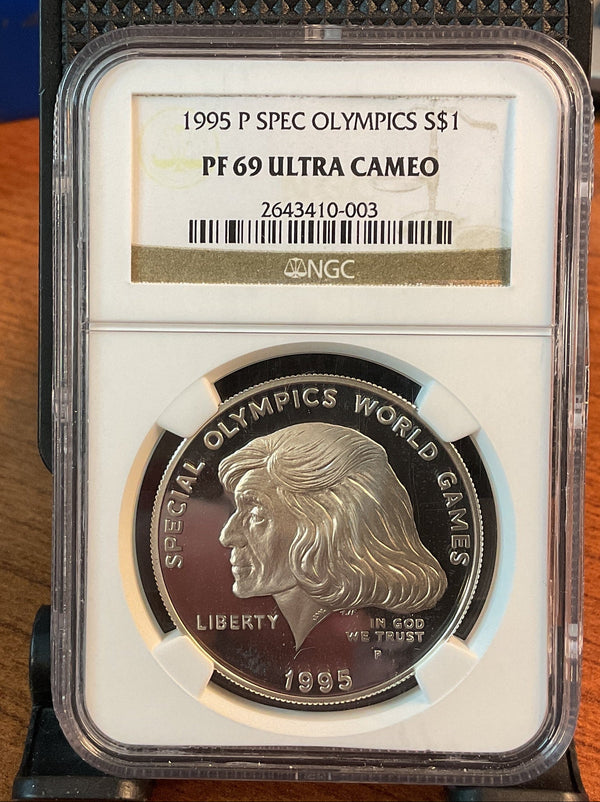 1995 P SPEC OLYMPICS S$1
PF 69 ULTRA CAMEO
2643410-003
NGC
SPECIAL OLYMPICS WORLD GAMES
LIBERTY
IN GOD
WE TRUST
P
1995